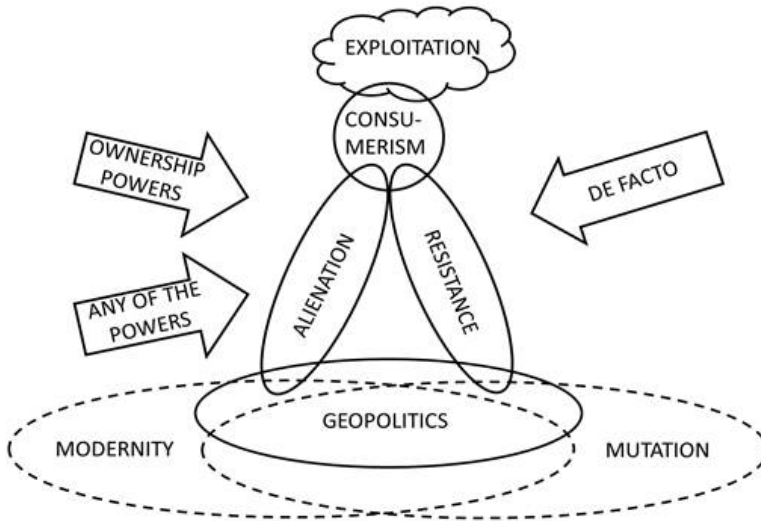 EXPLOITATION
CONSU-
MERISM
OWNERSHIP
POWERS
DE FACTO
ALIENATION
RESISTANCE
ANY OF THE
POWERS
GEOPOLITICS
MODERNITY
MUTATION